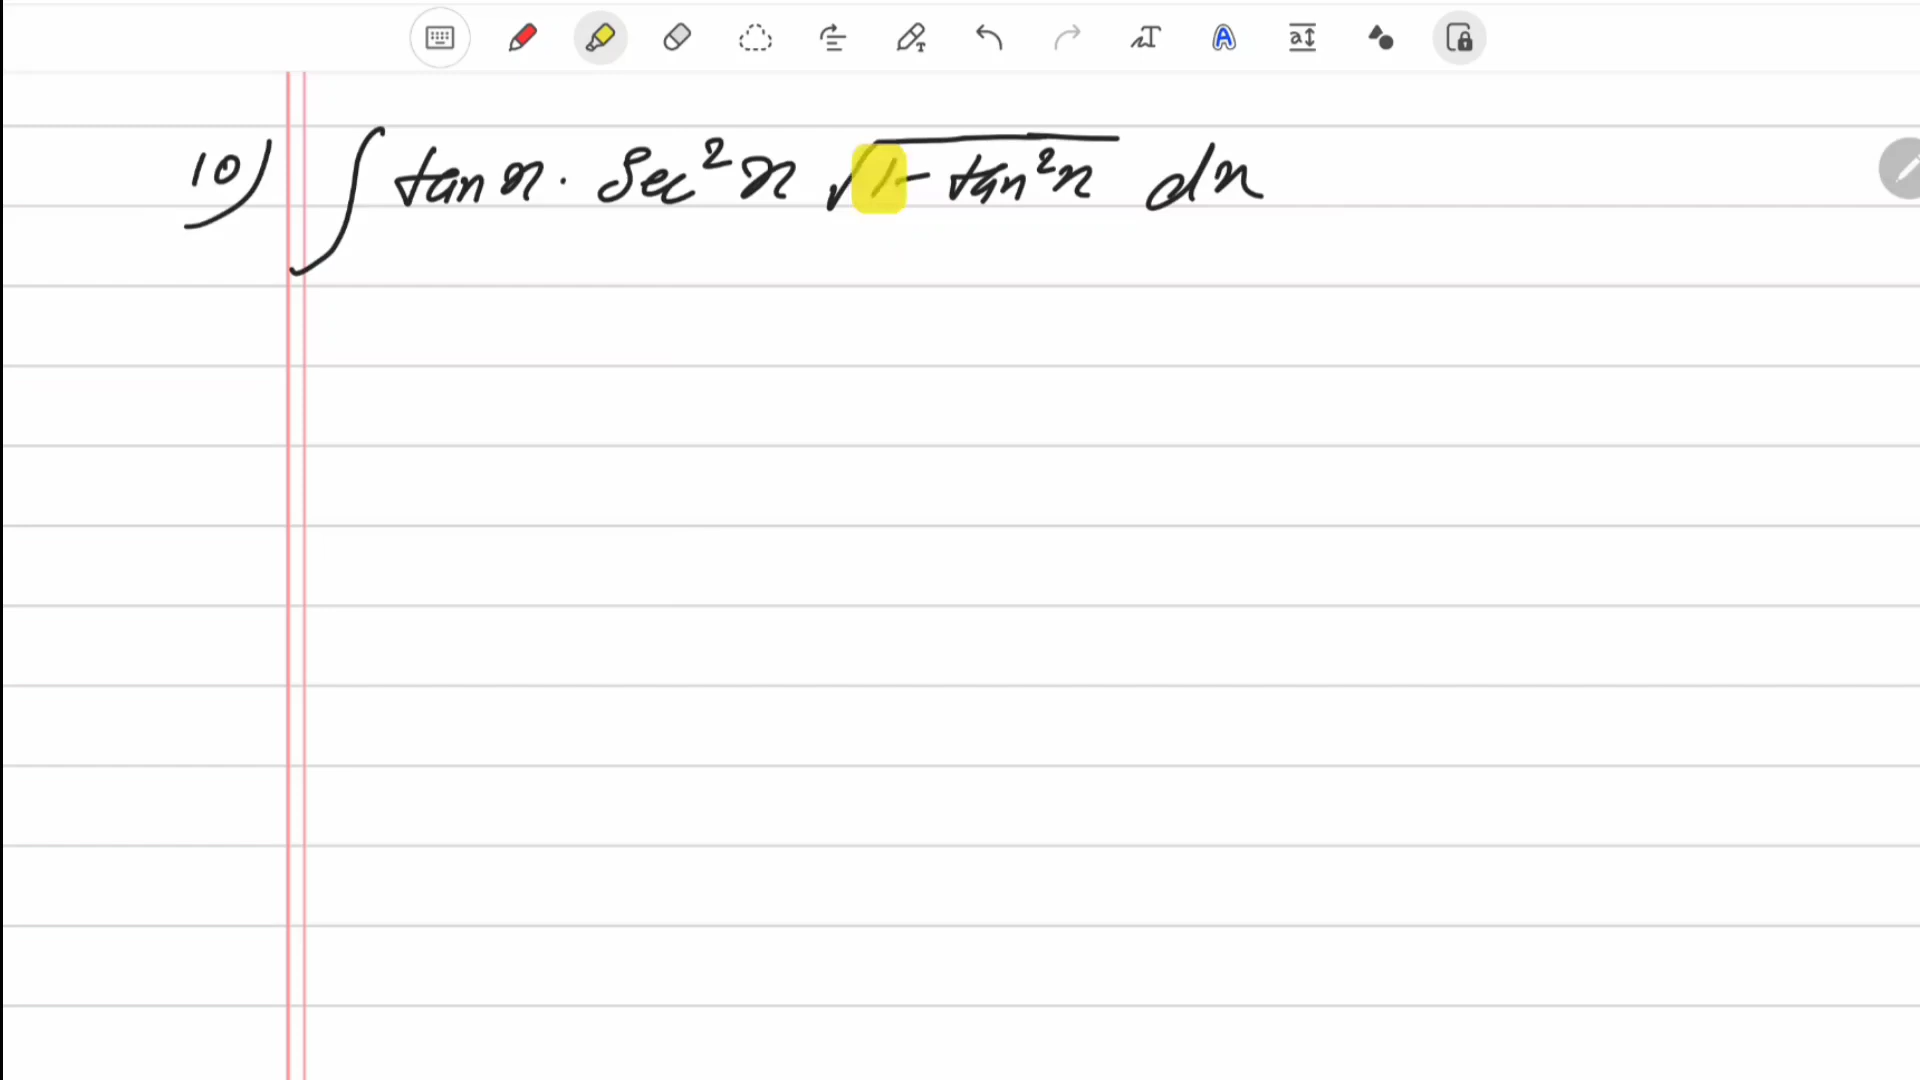 10) ∫ tan x . Sec²x √1- tan²x dx